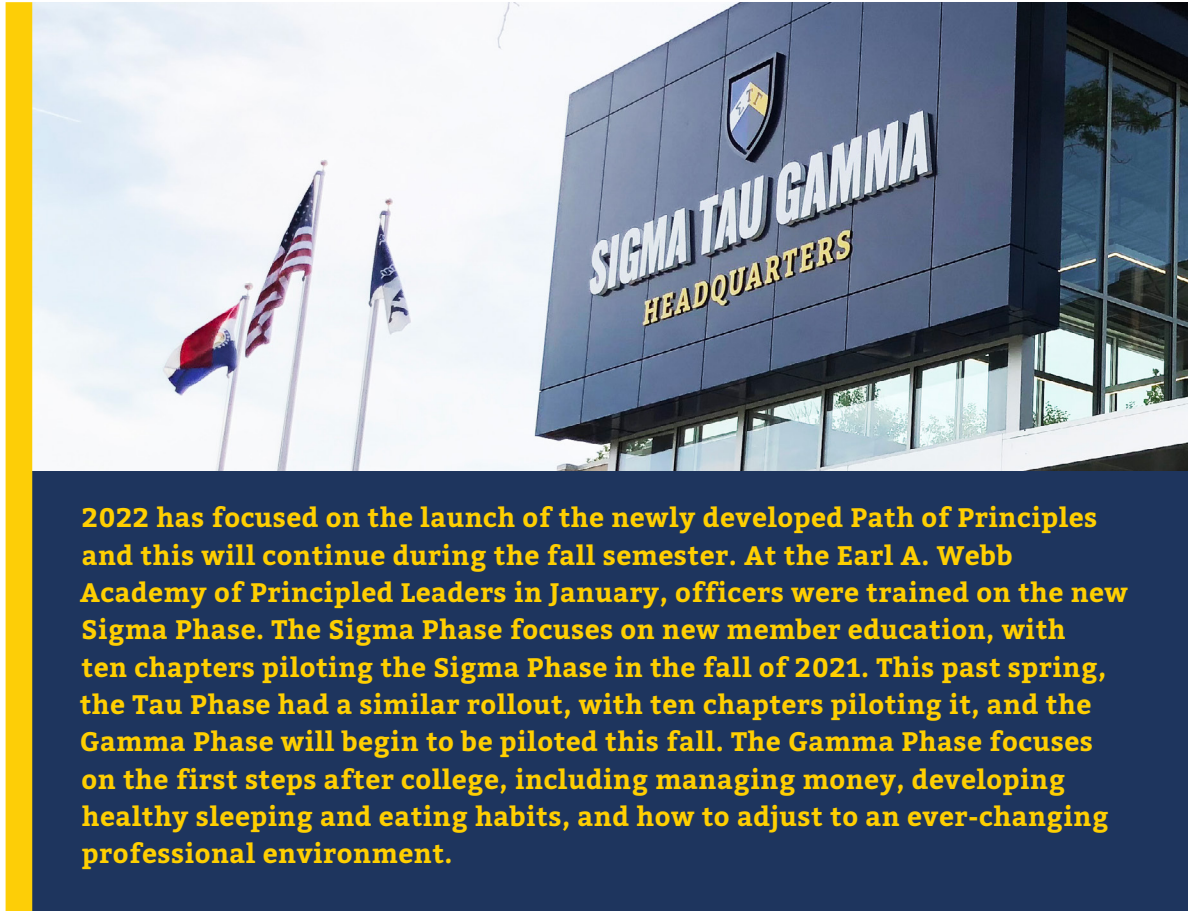 ΣΤΓ
SIGMA TAU GAMMA
HEADQUARTERS
2022 has focused on the launch of the newly developed Path of Principles
and this will continue during the fall semester. At the Earl A. Webb
Academy of Principled Leaders in January, officers were trained on the new
Sigma Phase. The Sigma Phase focuses on new member education, with
ten chapters piloting the Sigma Phase in the fall of 2021. This past spring,
the Tau Phase had a similar rollout, with ten chapters piloting it, and the
Gamma Phase will begin to be piloted this fall. The Gamma Phase focuses
on the first steps after college, including managing money, developing
healthy sleeping and eating habits, and how to adjust to an ever-changing
professional environment.